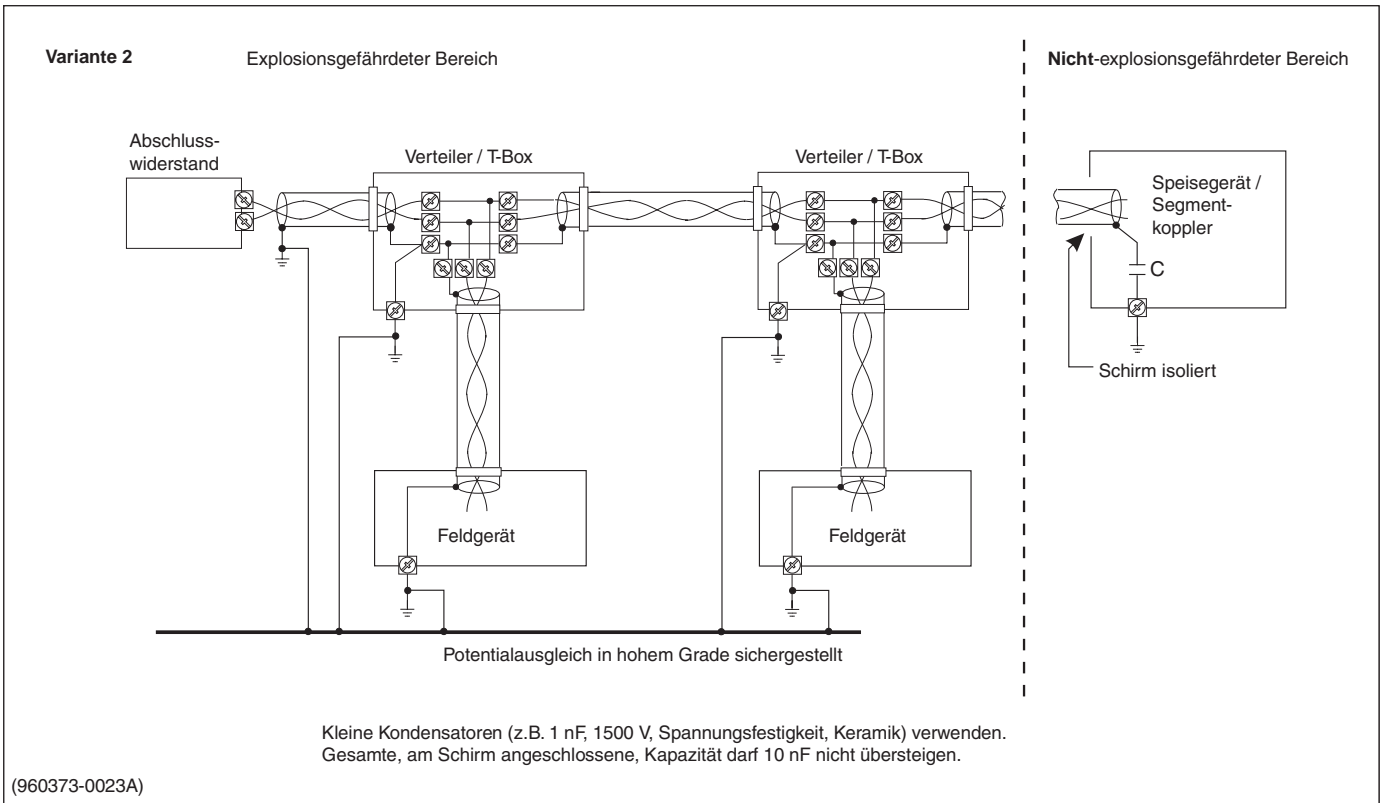 Variante 2
Explosionsgefährdeter Bereich
Nicht-explosionsgefährdeter Bereich
Abschluss-
widerstand
Verteiler / T-Box
Verteiler / T-Box
Speisegerät /
Segment-
koppler
C
Schirm isoliert
Feldgerät
Feldgerät
Potentialausgleich in hohem Grade sichergestellt
Kleine Kondensatoren (z.B. 1 nF, 1500 V, Spannungsfestigkeit, Keramik) verwenden.
Gesamte, am Schirm angeschlossene, Kapazität darf 10 nF nicht übersteigen.
(960373-0023A)